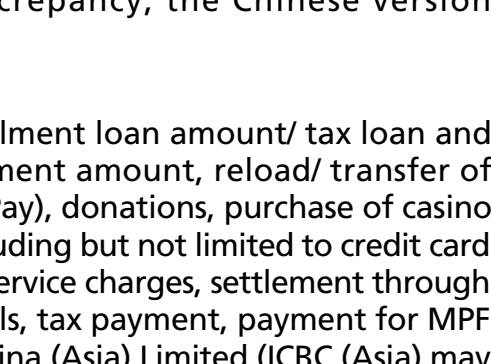 crepancy, the Chinese version
lment loan amount/ tax loan and
ment amount, reload/ transfer of
Pay), donations, purchase of casino
uding but not limited to credit card
ervice charges, settlement through
ls, tax payment, payment for MPF
ina (Asia) Limited (ICBC (Asia) may